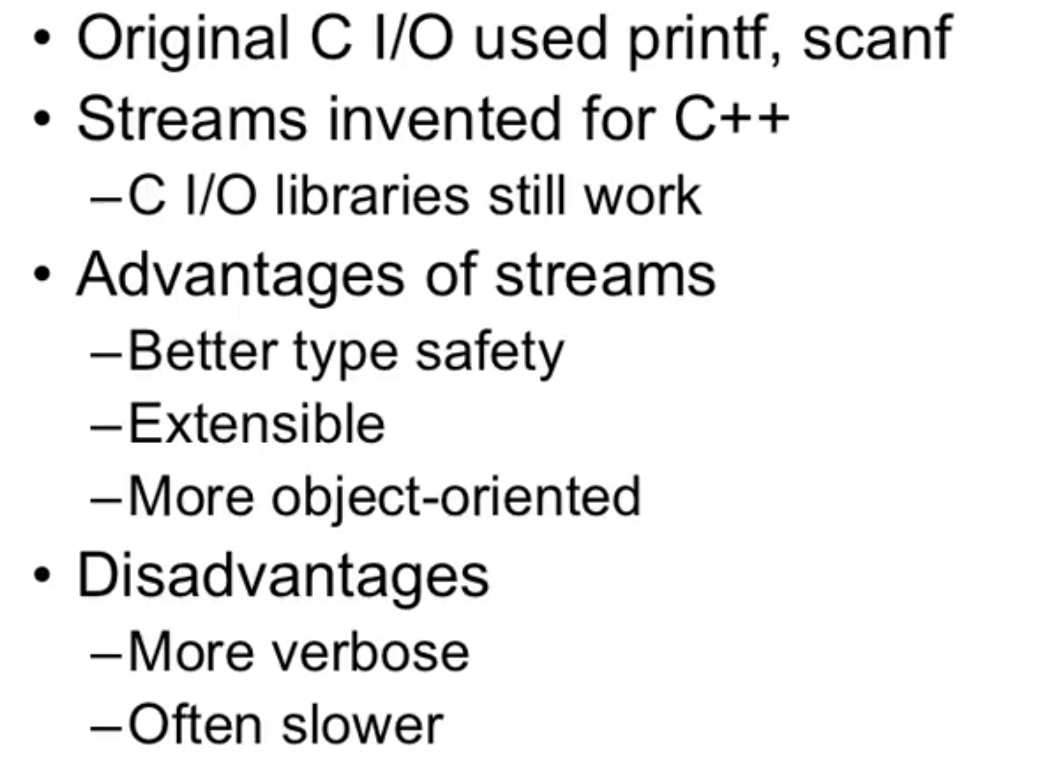 • Original C I/O used printf, scanf
• Streams invented for C++
–C I/O libraries still work
• Advantages of streams
–Better type safety
–Extensible
–More object-oriented
• Disadvantages
–More verbose
–Often slower